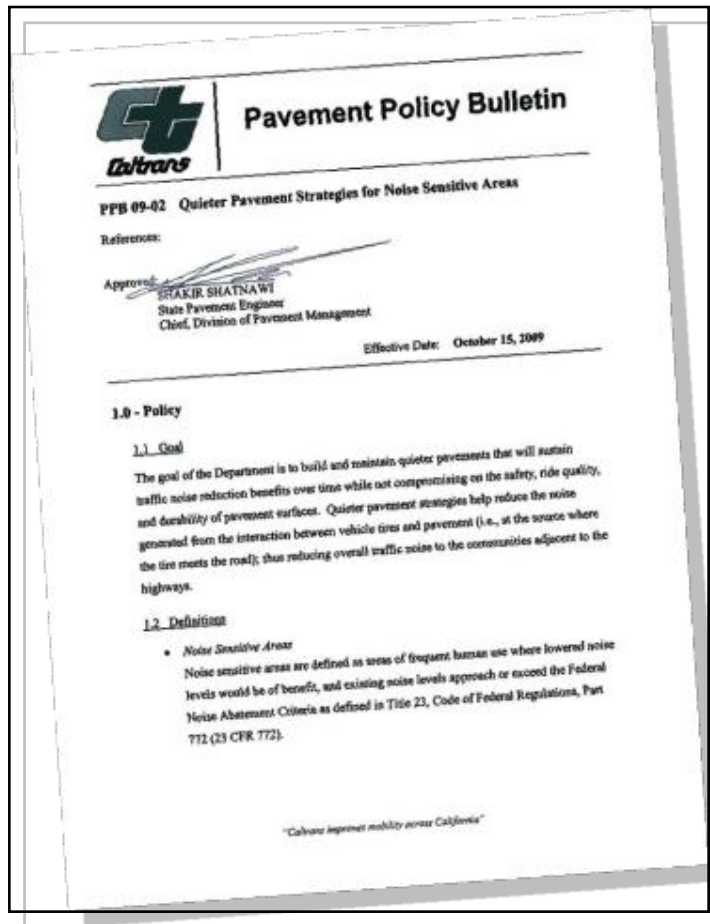 Caltrans
Pavement Policy Bulletin
PPB 09-02 Quieter Pavement Strategies for Noise Sensitive Areas
References:
Approved:
SHAKIR SHATNAWI
State Pavement Engineer
Chief, Division of Pavement Management
Effective Date: October 15, 2009
1.0 - Policy
1.1 Goal
The goal of the Department is to build and maintain quieter pavements that will sustain
traffic noise reduction benefits over time while not compromising on the safety, ride quality,
and durability of pavement surfaces. Quieter pavement strategies help reduce the noise
generated from the interaction between vehicle tires and pavement (i.e., at the source where
the tire meets the road); thus reducing overall traffic noise to the communities adjacent to the
highways.
1.2 Definitions
• Noise Sensitive Areas
Noise sensitive areas are defined as areas of frequent human use where lowered noise
levels would be of benefit, and existing noise levels approach or exceed the Federal
Noise Abatement Criteria as defined in Title 23, Code of Federal Regulations, Part
772 (23 CFR 772).
"Caltrans improves mobility across California"